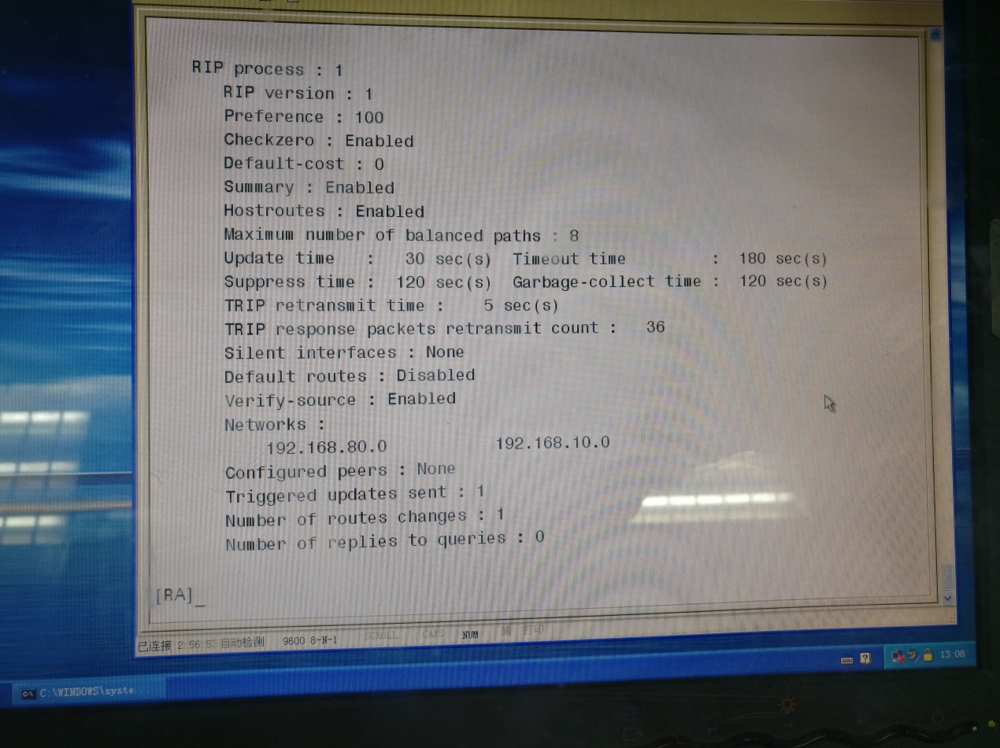 RIP process : 1
RIP version : 1
Preference : 100
Checkzero : Enabled
Default-cost : 0
Summary : Enabled
Hostroutes : Enabled
Maximum number of balanced paths : 8
Update time : 30 sec(s) Timeout time : 180 sec(s)
Suppress time : 120 sec(s) Garbage-collect time : 120 sec(s)
TRIP retransmit time : 5 sec(s)
TRIP response packets retransmit count : 36
Silent interfaces : None
Default routes : Disabled
Verify-source : Enabled
Networks :
192.168.80.0 192.168.10.0
Configured peers : None
Triggered updates sent : 1
Number of routes changes : 1
Number of replies to queries : 0
[RA]_
已连接 自动检测 9600 8-N-1 SCROLL CAPS NUM 打印
13:08
C:\WINDOWS\syste...